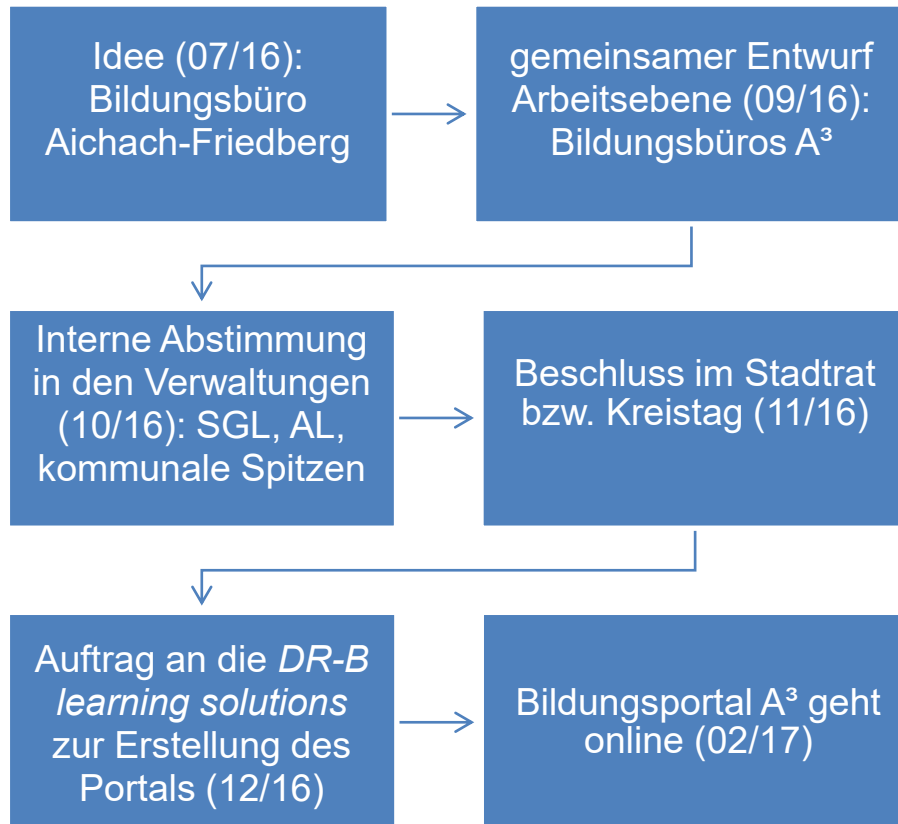 Idee (07/16):
Bildungsbüro
Aichach-Friedberg
gemeinsamer Entwurf
Arbeitsebene (09/16):
Bildungsbüros A³
Interne Abstimmung
in den Verwaltungen
(10/16): SGL, AL,
kommunale Spitzen
Beschluss im Stadtrat
bzw. Kreistag (11/16)
Auftrag an die DR-B
learning solutions
zur Erstellung des
Portals (12/16)
Bildungsportal A³ geht
online (02/17)